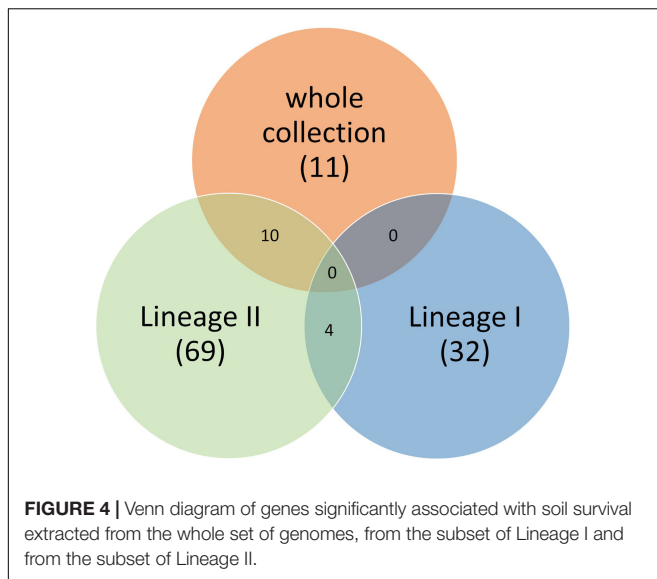 whole
collection
(11)
10
0
0
Lineage II
(69)
4
Lineage I
(32)
FIGURE 4 | Venn diagram of genes significantly associated with soil survival
extracted from the whole set of genomes, from the subset of Lineage I and
from the subset of Lineage II.